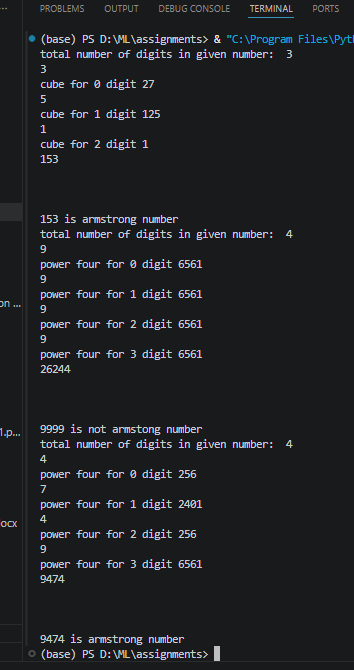 ...
PROBLEMS OUTPUT DEBUG CONSOLE TERMINAL PORTS
(base) PS D:\ML\assignments> & "C:\Program Files\Pyt
total number of digits in given number:  3
3
cube for 0 digit 27
5
cube for 1 digit 125
1
cube for 2 digit 1
153
153 is armstrong number
total number of digits in given number:  4
9
power four for 0 digit 6561
9
power four for 1 digit 6561
on ...
9
power four for 2 digit 6561
9
power four for 3 digit 6561
26244
9999 is not armstong number
1.p...
total number of digits in given number:  4
4
power four for 0 digit 256
7
power four for 1 digit 2401
4
ocx
power four for 2 digit 256
9
power four for 3 digit 6561
9474
9474 is armstrong number
(base) PS D:\ML\assignments>